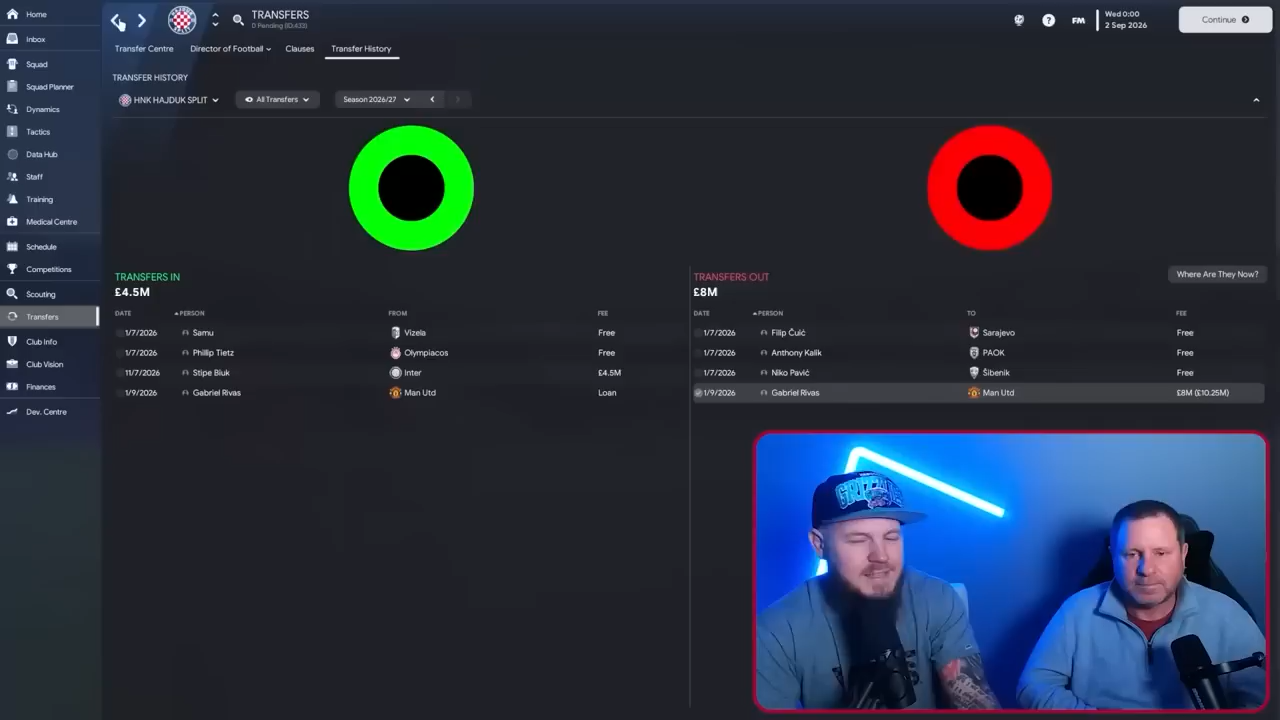 Home
Inbox
Squad
Squad Planner
Dynamics
Tactics
Data Hub
Staff
Training
Medical Centre
Schedule
Competitions
Scouting
Transfers
Club Info
Club Vision
Finances
Dev. Centre
TRANSFERS
0 Pending (ID:433)
FM
Wed 0:00
2 Sep 2026
Continue
Transfer Centre Director of Football Clauses Transfer History
TRANSFER HISTORY
HNK HAJDUK SPLIT All Transfers Season 2026/27
TRANSFERS IN
£4.5M
DATE PERSON FROM FEE
1/7/2026 Samu Vizela Free
1/7/2026 Phillip Tietz Olympiacos Free
11/7/2026 Stipe Biuk Inter £4.5M
1/9/2026 Gabriel Rivas Man Utd Loan
TRANSFERS OUT
£8M
Where Are They Now?
DATE PERSON TO FEE
1/7/2026 Filip Čuić Sarajevo Free
1/7/2026 Anthony Kalik PAOK Free
1/7/2026 Niko Pavić Šibenik Free
1/9/2026 Gabriel Rivas Man Utd £8M (£10.25M)